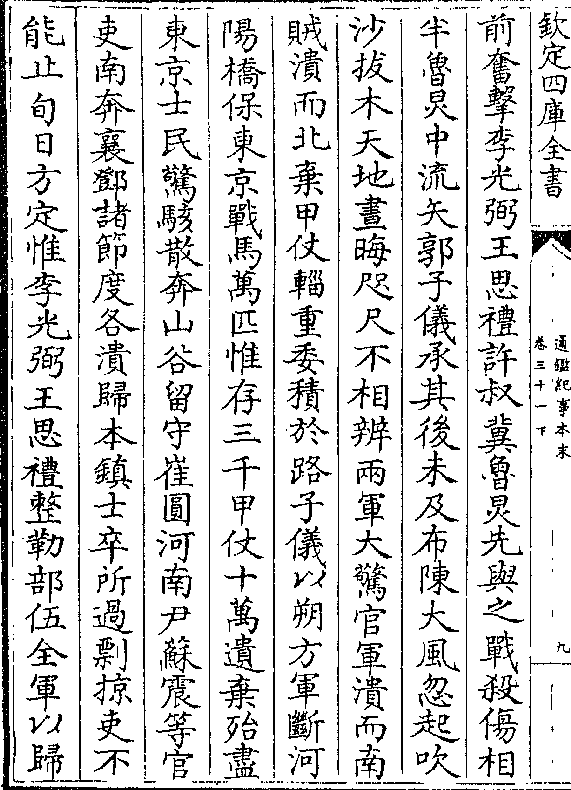 欽定四庫全書
通鑑紀事本末
卷三十一下
九
前奮擊李光弼王思禮許叔冀魯炅先與之戰殺傷相
半魯炅中流矢郭子儀承其後未及布陳大風忽起吹
沙拔木天地晝晦咫尺不相辨兩軍大驚官軍潰而南
賊潰而北棄甲仗輜重委積於路子儀以朔方軍斷河
陽橋保東京戰馬萬匹惟存三千甲仗十萬遺棄殆盡
東京士民驚駭散奔山谷留守崔圓河南尹蘇震等官
吏南奔襄鄧諸節度各潰歸本鎮士卒所過剽掠吏不
能止旬日方定惟李光弼王思禮整勒部伍全軍以歸